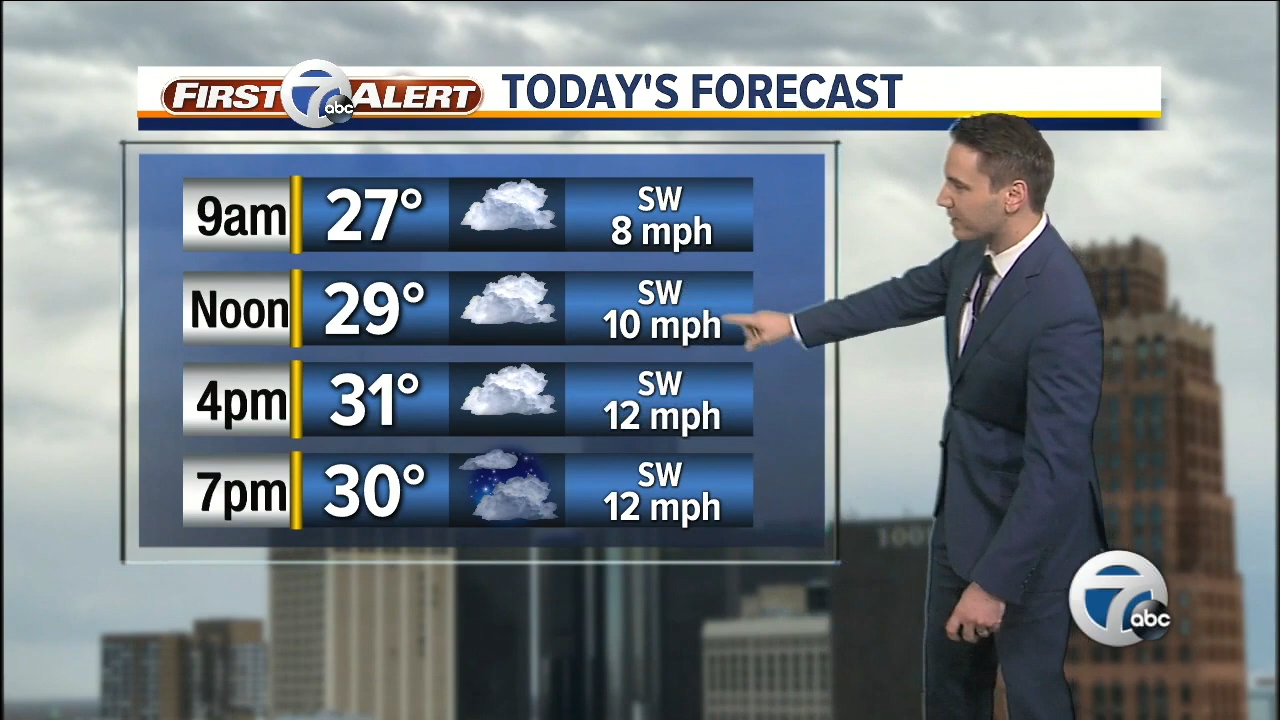 FIRST 7 abc ALERT TODAY'S FORECAST
9am 27° SW
8 mph
Noon 29° SW
10 mph
4pm 31° SW
12 mph
7pm 30° SW
12 mph
100
7 abc